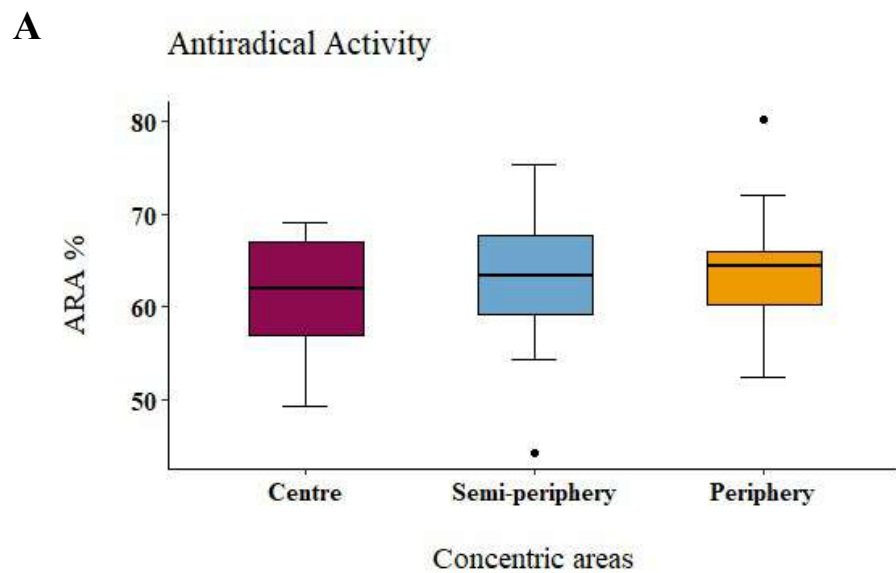 A
Antiradical Activity
80
70
60
50
ARA %
Centre
Semi-periphery
Periphery
Concentric areas